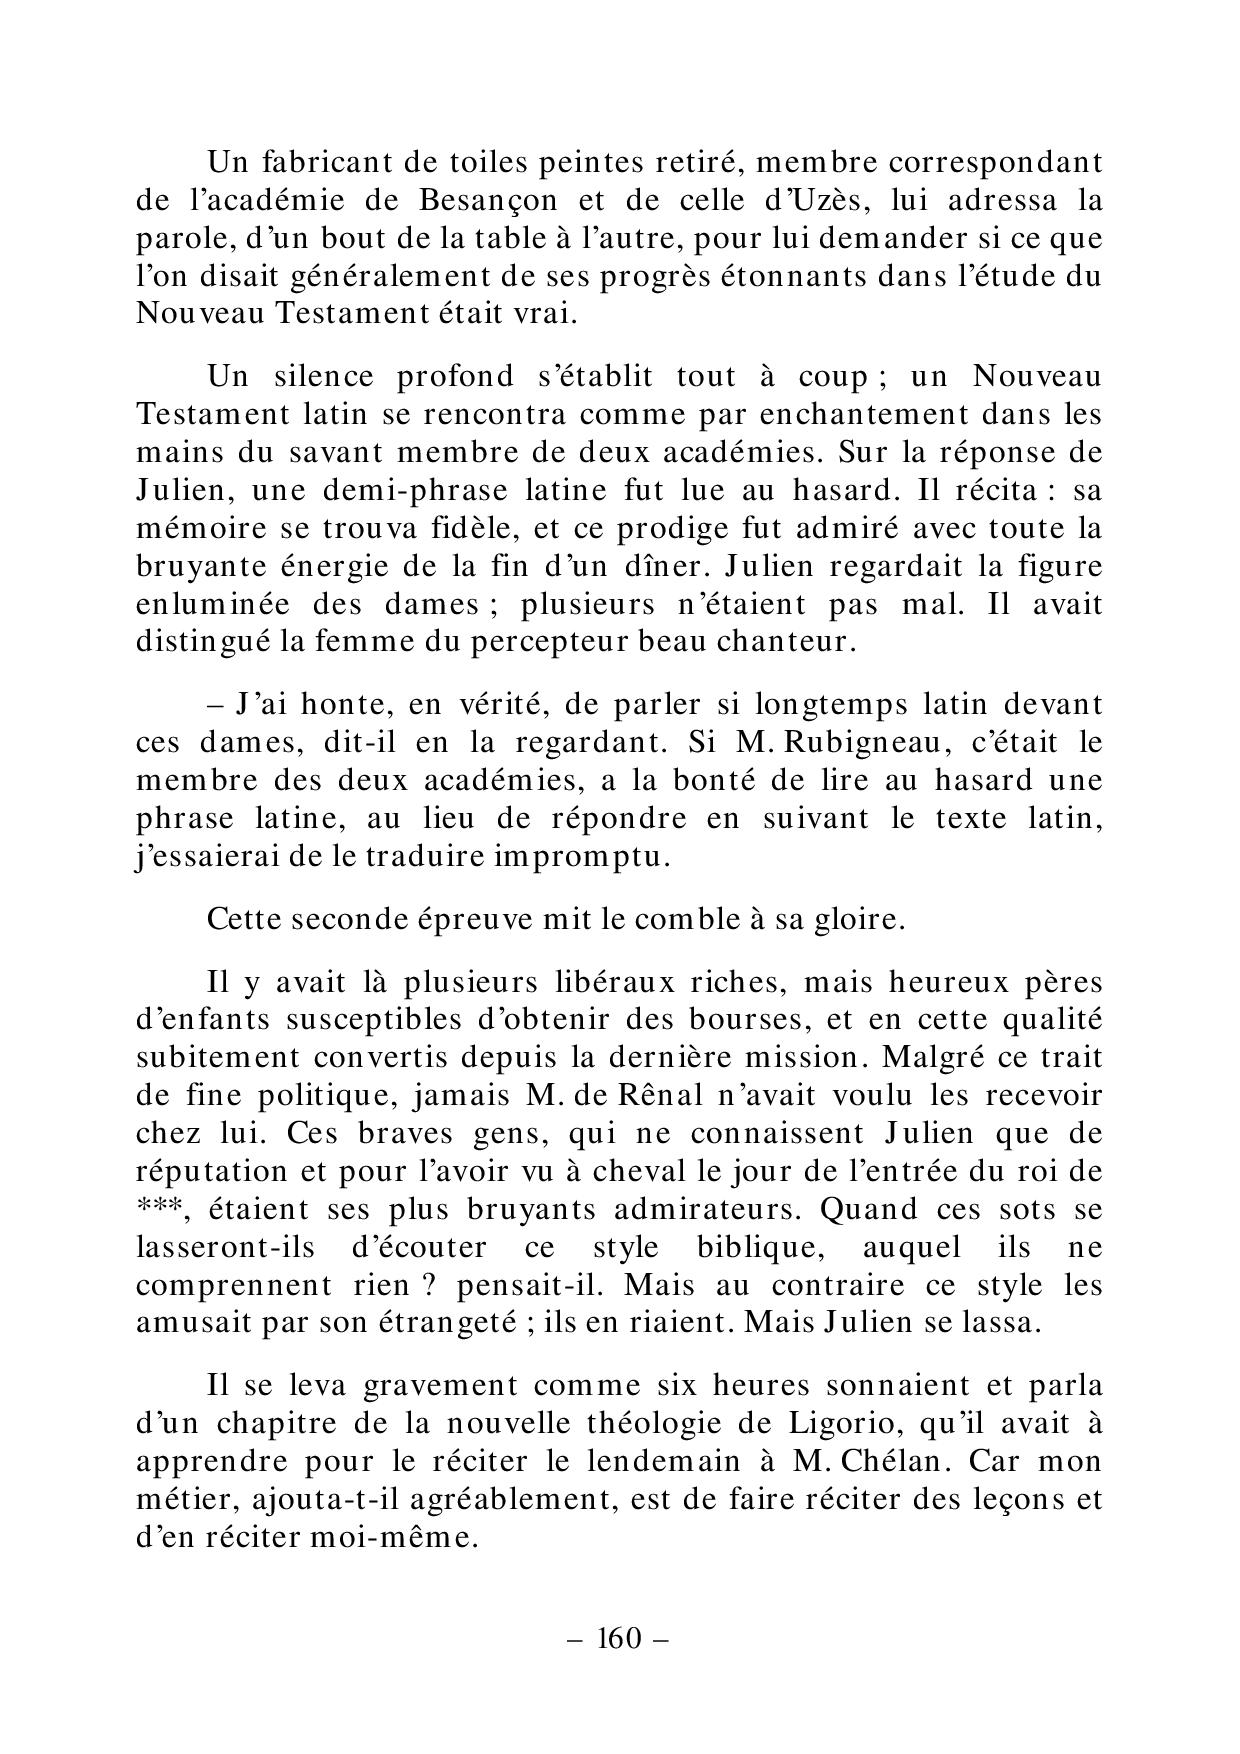 Un fabricant de toiles peintes retiré, membre correspondant
de l’académie de Besançon et de celle d’Uzès, lui adressa la
parole, d’un bout de la table à l’autre, pour lui demander si ce que
l’on disait généralement de ses progrès étonnants dans l’étude du
Nouveau Testament était vrai.
Un silence profond s’établit tout à coup ; un Nouveau
Testament latin se rencontra comme par enchantement dans les
mains du savant membre de deux académies. Sur la réponse de
Julien, une demi-phrase latine fut lue au hasard. Il récita : sa
mémoire se trouva fidèle, et ce prodige fut admiré avec toute la
bruyante énergie de la fin d’un dîner. Julien regardait la figure
enluminée des dames ; plusieurs n’étaient pas mal. Il avait
distingué la femme du percepteur beau chanteur.
– J’ai honte, en vérité, de parler si longtemps latin devant
ces dames, dit-il en la regardant. Si M. Rubigneau, c’était le
membre des deux académies, a la bonté de lire au hasard une
phrase latine, au lieu de répondre en suivant le texte latin,
j’essaierai de le traduire impromptu.
Cette seconde épreuve mit le comble à sa gloire.
Il y avait là plusieurs libéraux riches, mais heureux pères
d’enfants susceptibles d’obtenir des bourses, et en cette qualité
subitement convertis depuis la dernière mission. Malgré ce trait
de fine politique, jamais M. de Rênal n’avait voulu les recevoir
chez lui. Ces braves gens, qui ne connaissent Julien que de
réputation et pour l’avoir vu à cheval le jour de l’entrée du roi de
***, étaient ses plus bruyants admirateurs. Quand ces sots se
lasseront-ils d’écouter ce style biblique, auquel ils ne
comprennent rien ? pensait-il. Mais au contraire ce style les
amusait par son étrangeté ; ils en riaient. Mais Julien se lassa.
Il se leva gravement comme six heures sonnaient et parla
d’un chapitre de la nouvelle théologie de Ligorio, qu’il avait à
apprendre pour le réciter le lendemain à M. Chélan. Car mon
métier, ajouta-t-il agréablement, est de faire réciter des leçons et
d’en réciter moi-même.
– 160 –